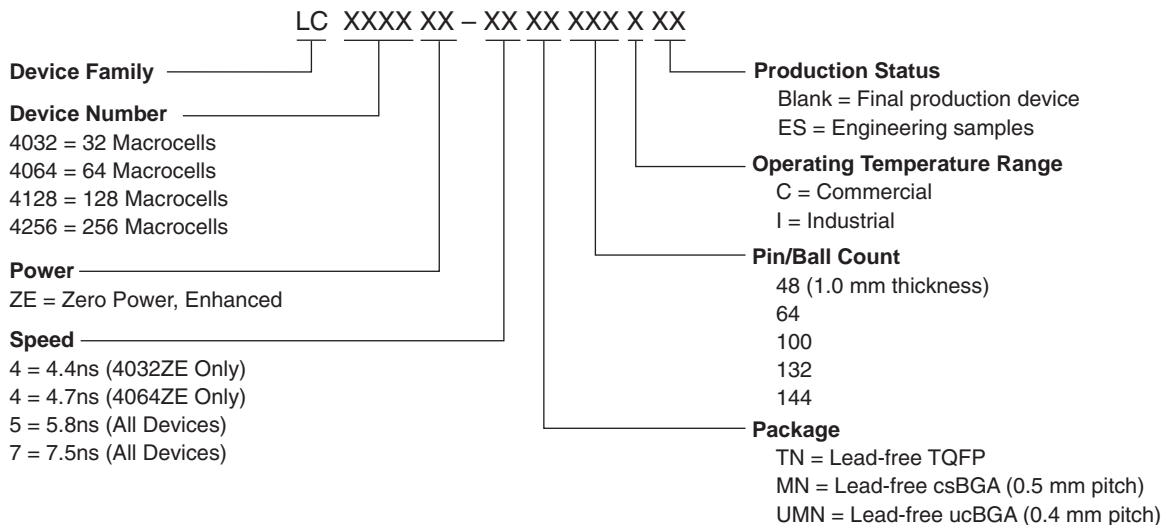 LC XXXX XX – XX XX XXX X XX
Device Family
Device Number
4032 = 32 Macrocells
4064 = 64 Macrocells
4128 = 128 Macrocells
4256 = 256 Macrocells
Power
ZE = Zero Power, Enhanced
Speed
4 = 4.4ns (4032ZE Only)
4 = 4.7ns (4064ZE Only)
5 = 5.8ns (All Devices)
7 = 7.5ns (All Devices)
Production Status
Blank = Final production device
ES = Engineering samples
Operating Temperature Range
C = Commercial
I = Industrial
Pin/Ball Count
48 (1.0 mm thickness)
64
100
132
144
Package
TN = Lead-free TQFP
MN = Lead-free csBGA (0.5 mm pitch)
UMN = Lead-free ucBGA (0.4 mm pitch)